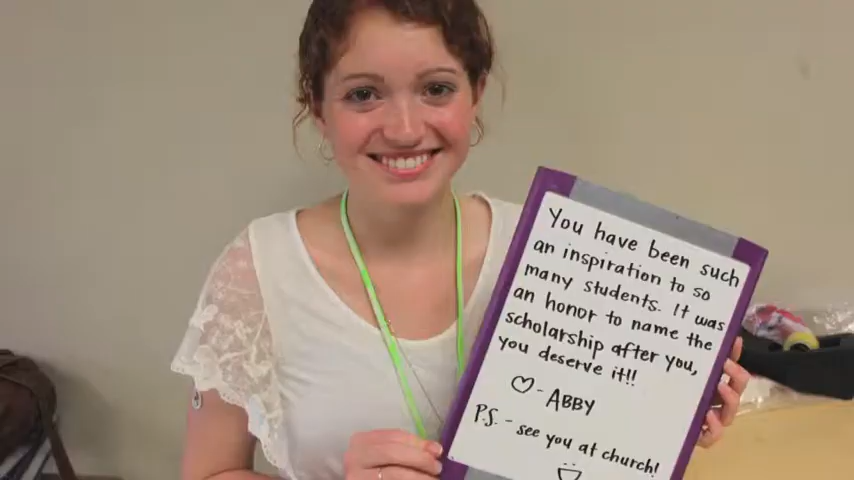 You have been such
an inspiration to so
many students. It was
an honor to name the
scholarship after you,
you deserve it!!
♡-ABBY
P.S. - see you at church!